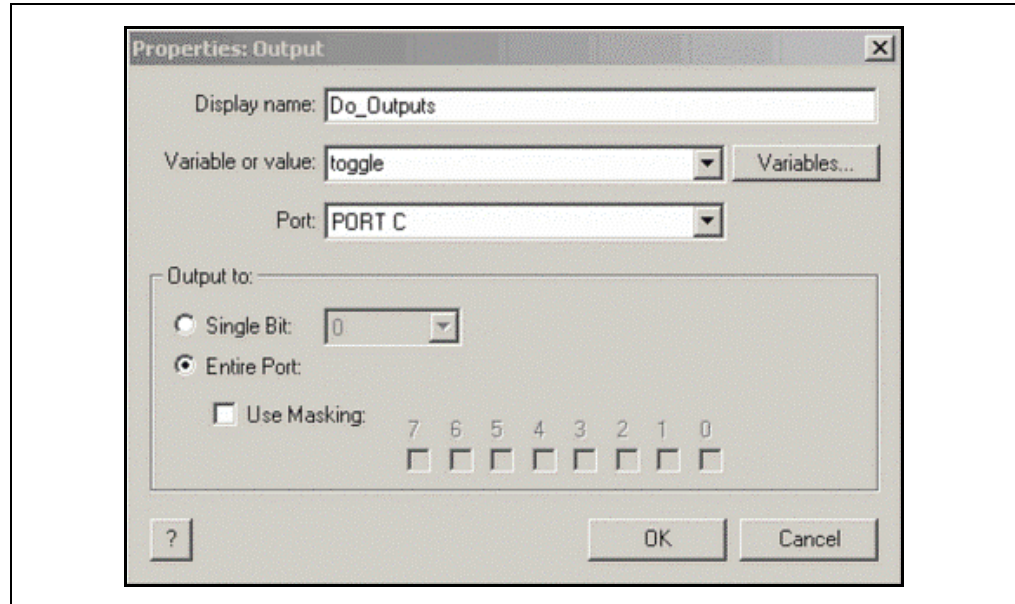 Properties: Output
Display name: Do_Outputs
Variable or value: toggle Variables...
Port: PORT C
Output to:
Single Bit: 0
Entire Port:
Use Masking:
7 6 5 4 3 2 1 0
? OK Cancel